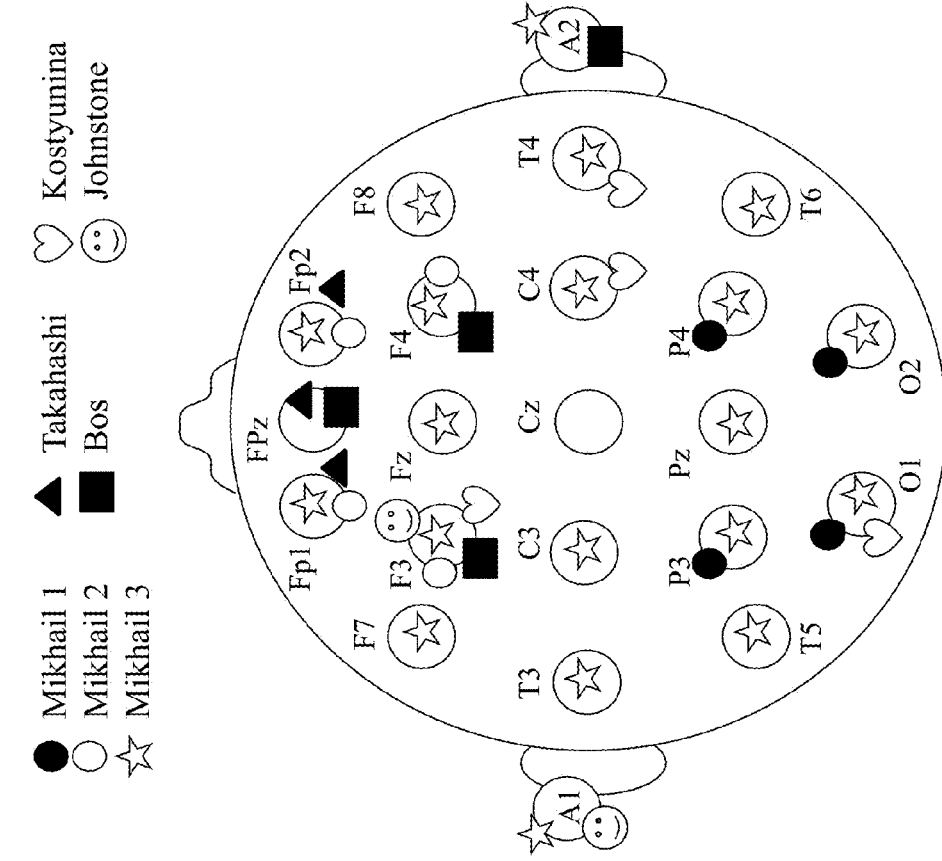 Mikhail 1
Mikhail 2
Mikhail 3
Takahashi
Bos
Kostyunina
Johnstone
Fp1
FPz
Fp2
F7
F3
Fz
F4
F8
A1
T3
C3
Cz
C4
T4
A2
T5
P3
Pz
P4
T6
O1
O2